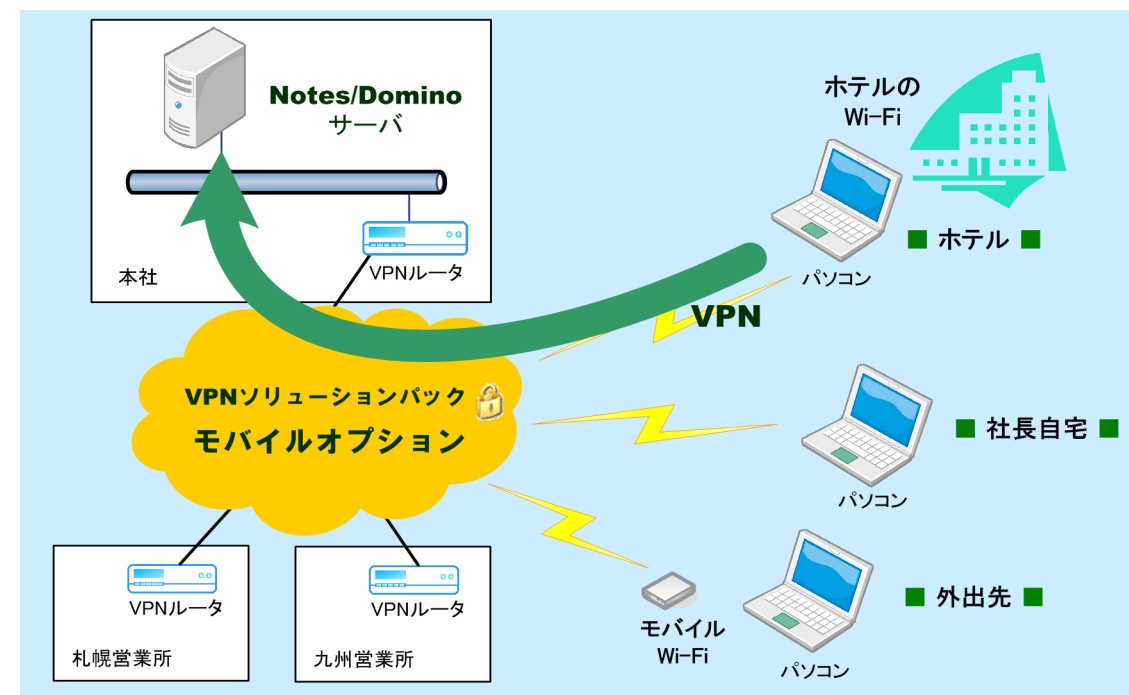 Notes/Domino
サーバ
VPNルータ
本社
ホテルの
Wi-Fi
■ ホテル ■
パソコン
VPN
VPNソリューションパック
モバイルオプション
■ 社長自宅 ■
パソコン
VPNルータ
札幌営業所
VPNルータ
九州営業所
モバイル
Wi-Fi
■ 外出先 ■
パソコン